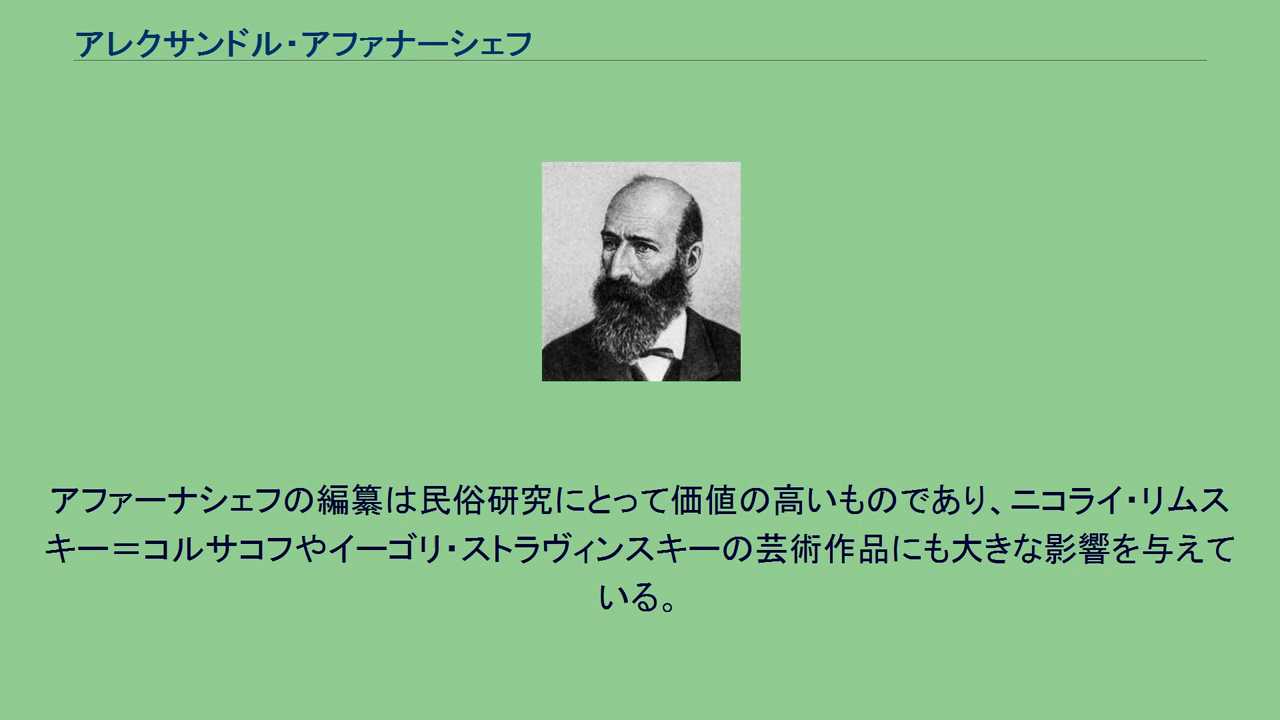 アレクサンドル・アファナーシェフ
アファーナシェフの編纂は民俗研究にとって価値の高いものであり、ニコライ・リムス
キー＝コルサコフやイーゴリ・ストラヴィンスキーの芸術作品にも大きな影響を与えて
いる。